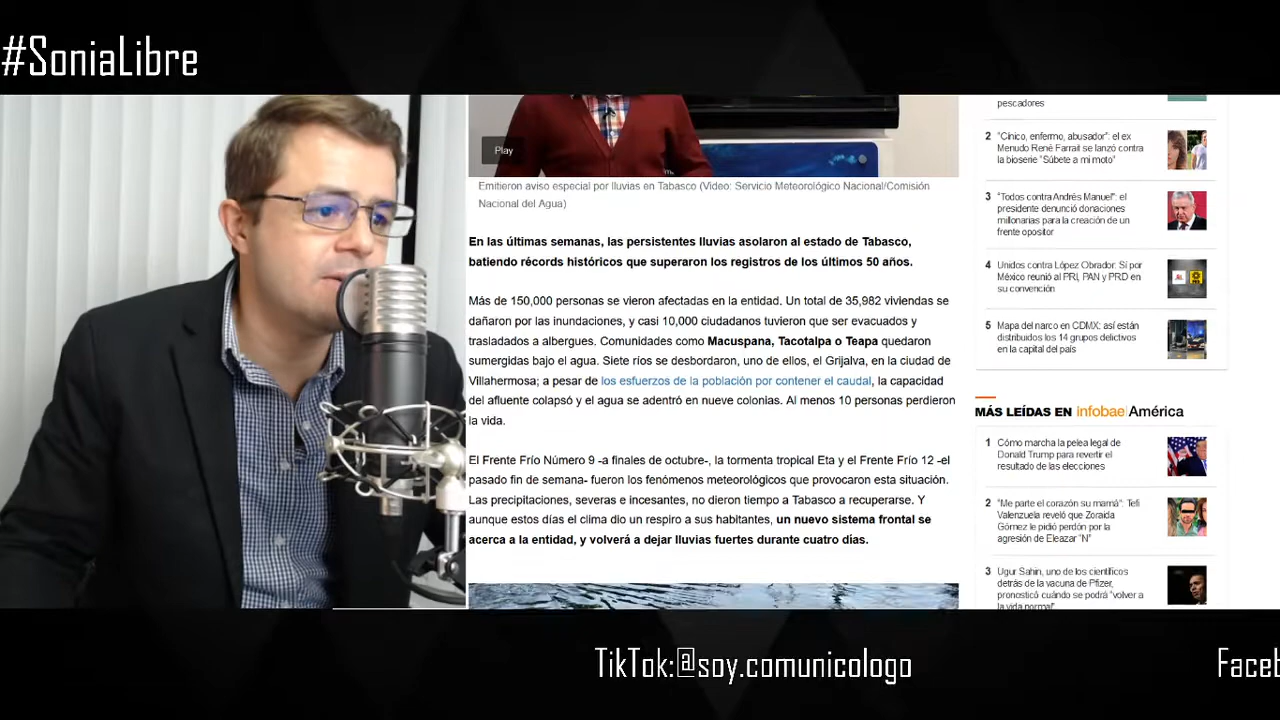 #SoniaLibre
Play
Emitieron aviso especial por lluvias en Tabasco (Video: Servicio Meteorológico Nacional/Comisión
Nacional del Agua)
En las últimas semanas, las persistentes lluvias asolaron al estado de Tabasco,
batiendo récords históricos que superaron los registros de los últimos 50 años.
Más de 150,000 personas se vieron afectadas en la entidad. Un total de 35,982 viviendas se
dañaron por las inundaciones, y casi 10,000 ciudadanos tuvieron que ser evacuados y
trasladados a albergues. Comunidades como Macuspana, Tacotalpa o Teapa quedaron
sumergidas bajo el agua. Siete ríos se desbordaron, uno de ellos, el Grijalva, en la ciudad de
Villahermosa; a pesar de los esfuerzos de la población por contener el caudal, la capacidad
del afluente colapsó y el agua se adentró en nueve colonias. Al menos 10 personas perdieron
la vida.
El Frente Frío Número 9 -a finales de octubre-, la tormenta tropical Eta y el Frente Frío 12 -el
pasado fin de semana- fueron los fenómenos meteorológicos que provocaron esta situación.
Las precipitaciones, severas e incesantes, no dieron tiempo a Tabasco a recuperarse. Y
aunque estos días el clima dio un respiro a sus habitantes, un nuevo sistema frontal se
acerca a la entidad, y volverá a dejar lluvias fuertes durante cuatro días.
pescadores
2 "Cínico, enfermo, abusador": el ex
Menudo René Farrait se lanzó contra
la bioserie "Súbete a mi moto"
3 "Todos contra Andrés Manuel": el
presidente denunció donaciones
millonarias para la creación de un
frente opositor
4 Unidos contra López Obrador: Sí por
México reunió al PRI, PAN y PRD en
su convención
5 Mapa del narco en CDMX: así están
distribuidos los 14 grupos delictivos
en la capital del país
MÁS LEÍDAS EN infobae América
1 Cómo marcha la pelea legal de
Donald Trump para revertir el
resultado de las elecciones
2 "Me parte el corazón su mamá": Tefi
Valenzuela reveló que Zoraida
Gómez le pidió perdón por la
agresión de Eleazar "N"
3 Ugur Sahin, uno de los científicos
detrás de la vacuna de Pfizer,
pronosticó cuándo se podrá "volver a
la vida normal"
TikTok:@soy.comunicologo
Faceb